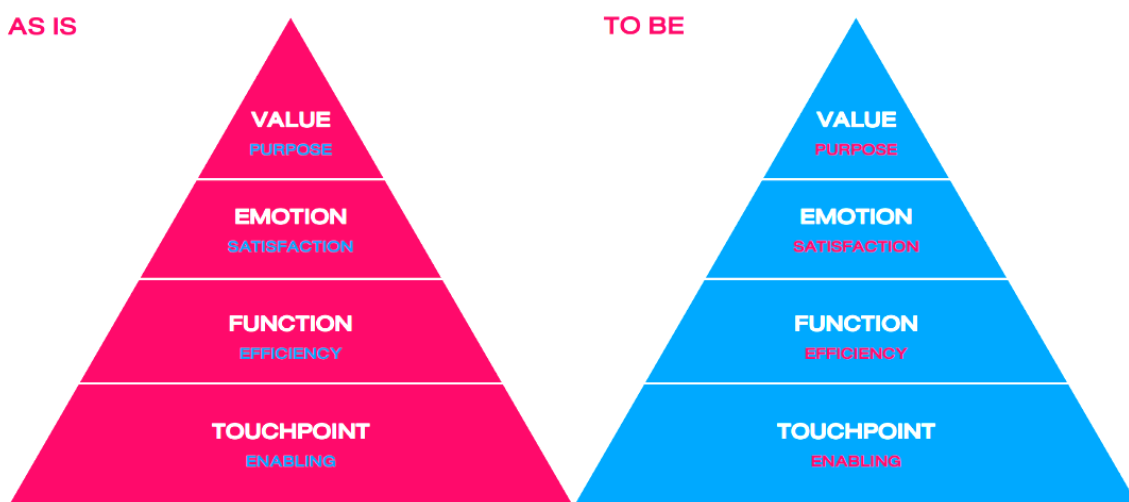 AS IS
VALUE
PURPOSE
EMOTION
SATISFACTION
FUNCTION
EFFICIENCY
TOUCHPOINT
ENABLING
TO BE
VALUE
PURPOSE
EMOTION
SATISFACTION
FUNCTION
EFFICIENCY
TOUCHPOINT
ENABLING